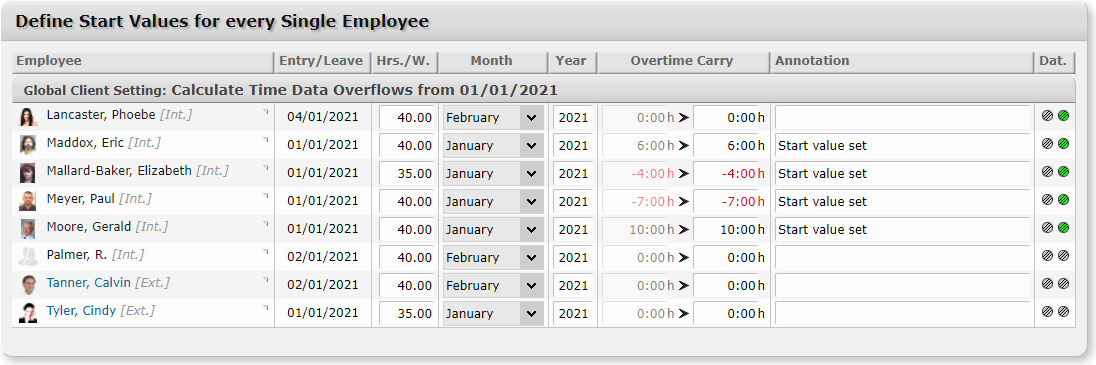 Define Start Values for every Single Employee
Employee Entry/Leave Hrs./W. Month Year Overtime Carry Annotation Dat.
Global Client Setting: Calculate Time Data Overflows from 01/01/2021
Lancaster, Phoebe [Int.] 04/01/2021 40.00 February 2021 0:00 h 0:00 h
Maddox, Eric [Int.] 01/01/2021 40.00 January 2021 6:00 h 6:00 h Start value set
Mallard-Baker, Elizabeth [Int.] 01/01/2021 35.00 January 2021 -4:00 h -4:00 h Start value set
Meyer, Paul [Int.] 01/01/2021 40.00 January 2021 -7:00 h -7:00 h Start value set
Moore, Gerald [Int.] 01/01/2021 40.00 January 2021 10:00 h 10:00 h Start value set
Palmer, R. [Int.] 02/01/2021 40.00 February 2021 0:00 h 0:00 h
Tanner, Calvin [Ext.] 02/01/2021 40.00 February 2021 0:00 h 0:00 h
Tyler, Cindy [Ext.] 01/01/2021 35.00 January 2021 0:00 h 0:00 h